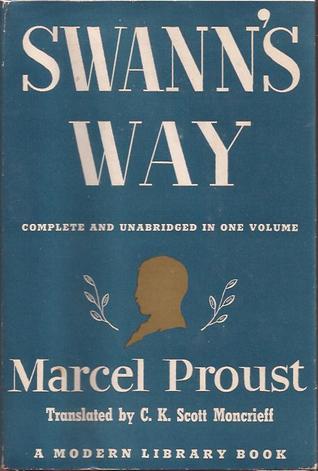 SWANN'S
WAY
COMPLETE AND UNABRIDGED IN ONE VOLUME
Marcel Proust
Translated by C. K. Scott Moncrieff
A MODERN LIBRARY BOOK